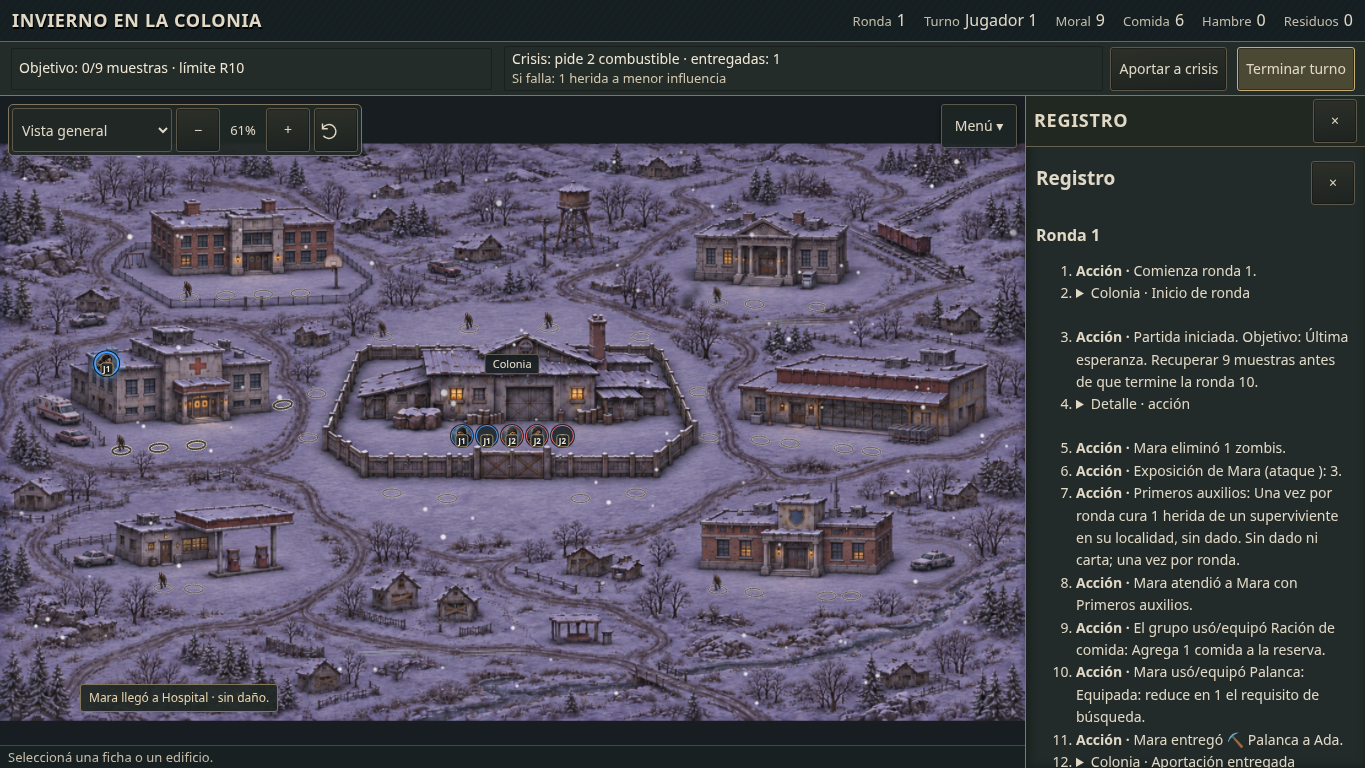 INVIERNO EN LA COLONIA
Ronda 1 Turno Jugador 1 Moral 9 Comida 6 Hambre 0 Residuos 0
Objetivo: 0/9 muestras · límite R10
Crisis: pide 2 combustible · entregadas: 1
Si falla: 1 herida a menor influencia
Aportar a crisis
Terminar turno
Vista general
−
61%
+
Menú ▾
REGISTRO
×
Registro
×
Ronda 1
1. Acción · Comienza ronda 1.
2. ▶ Colonia · Inicio de ronda
3. Acción · Partida iniciada. Objetivo: Última
esperanza. Recuperar 9 muestras antes
de que termine la ronda 10.
4. ▶ Detalle · acción
5. Acción · Mara eliminó 1 zombis.
6. Acción · Exposición de Mara (ataque ): 3.
7. Acción · Primeros auxilios: Una vez por
ronda cura 1 herida de un superviviente
en su localidad, sin dado. Sin dado ni
carta; una vez por ronda.
8. Acción · Mara atendió a Mara con
Primeros auxilios.
9. Acción · El grupo usó/equipó Ración de
comida: Agrega 1 comida a la reserva.
10. Acción · Mara usó/equipó Palanca:
Equipada: reduce en 1 el requisito de
búsqueda.
11. Acción · Mara entregó ⛏ Palanca a Ada.
12. ▶ Colonia · Aportación entregada
J1
Colonia
J1 J1 J2 J2 J2
Mara llegó a Hospital · sin daño.
Seleccioná una ficha o un edificio.